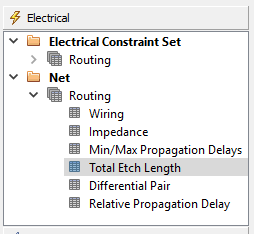 Electrical
Electrical Constraint Set
Routing
Net
Routing
Wiring
Impedance
Min/Max Propagation Delays
Total Etch Length
Differential Pair
Relative Propagation Delay